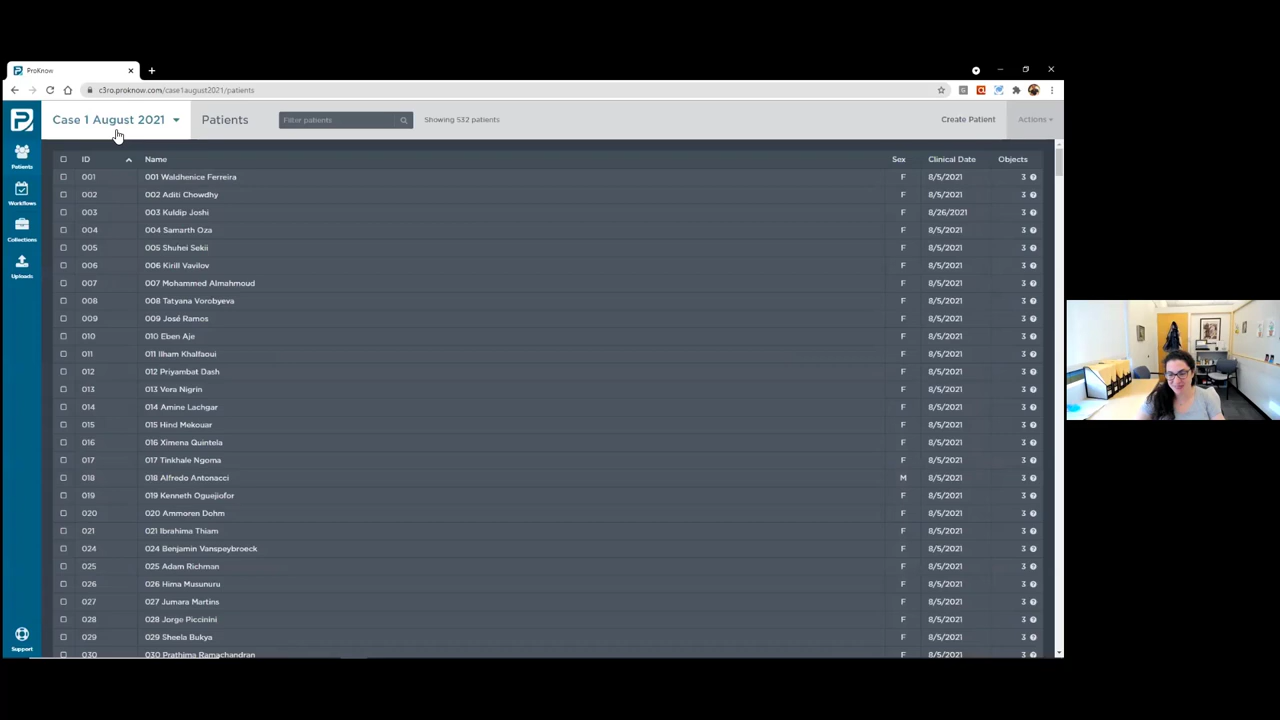 ProKnow
c3ro.proknow.com/case1august2021/patients
Case 1 August 2021 Patients Filter patients Showing 532 patients Create Patient Actions
Patients
Workflows
Collections
Uploads
Support
ID Name Sex Clinical Date Objects
001 001 Waldhenice Ferreira F 8/5/2021 3
002 002 Aditi Chowdhy F 8/5/2021 3
003 003 Kuldip Joshi F 8/26/2021 3
004 004 Samarth Oza F 8/5/2021 3
005 005 Shuhei Sekii F 8/5/2021 3
006 006 Kirill Vavilov F 8/5/2021 3
007 007 Mohammed Almahmoud F 8/5/2021 3
008 008 Tatyana Vorobyeva F 8/5/2021 3
009 009 José Ramos F 8/5/2021 3
010 010 Eben Aje F 8/5/2021 3
011 011 Ilham Khalfaoui F 8/5/2021 3
012 012 Priyambat Dash F 8/5/2021 3
013 013 Vera Nigrin F 8/5/2021 3
014 014 Amine Lachgar F 8/5/2021 3
015 015 Hind Mekouar F 8/5/2021 3
016 016 Ximena Quintela F 8/5/2021 3
017 017 Tinkhale Ngoma F 8/5/2021 3
018 018 Alfredo Antonacci M 8/5/2021 3
019 019 Kenneth Oguejiofor F 8/5/2021 3
020 020 Ammoren Dohm F 8/5/2021 3
021 021 Ibrahima Thiam F 8/5/2021 3
024 024 Benjamin Vanspeybroeck F 8/5/2021 3
025 025 Adam Richman F 8/5/2021 3
026 026 Hima Musunuru F 8/5/2021 3
027 027 Jumara Martins F 8/5/2021 3
028 028 Jorge Piccinini F 8/5/2021 3
029 029 Sheela Bukya F 8/5/2021 3
030 030 Prathima Ramachandran F 8/5/2021 3